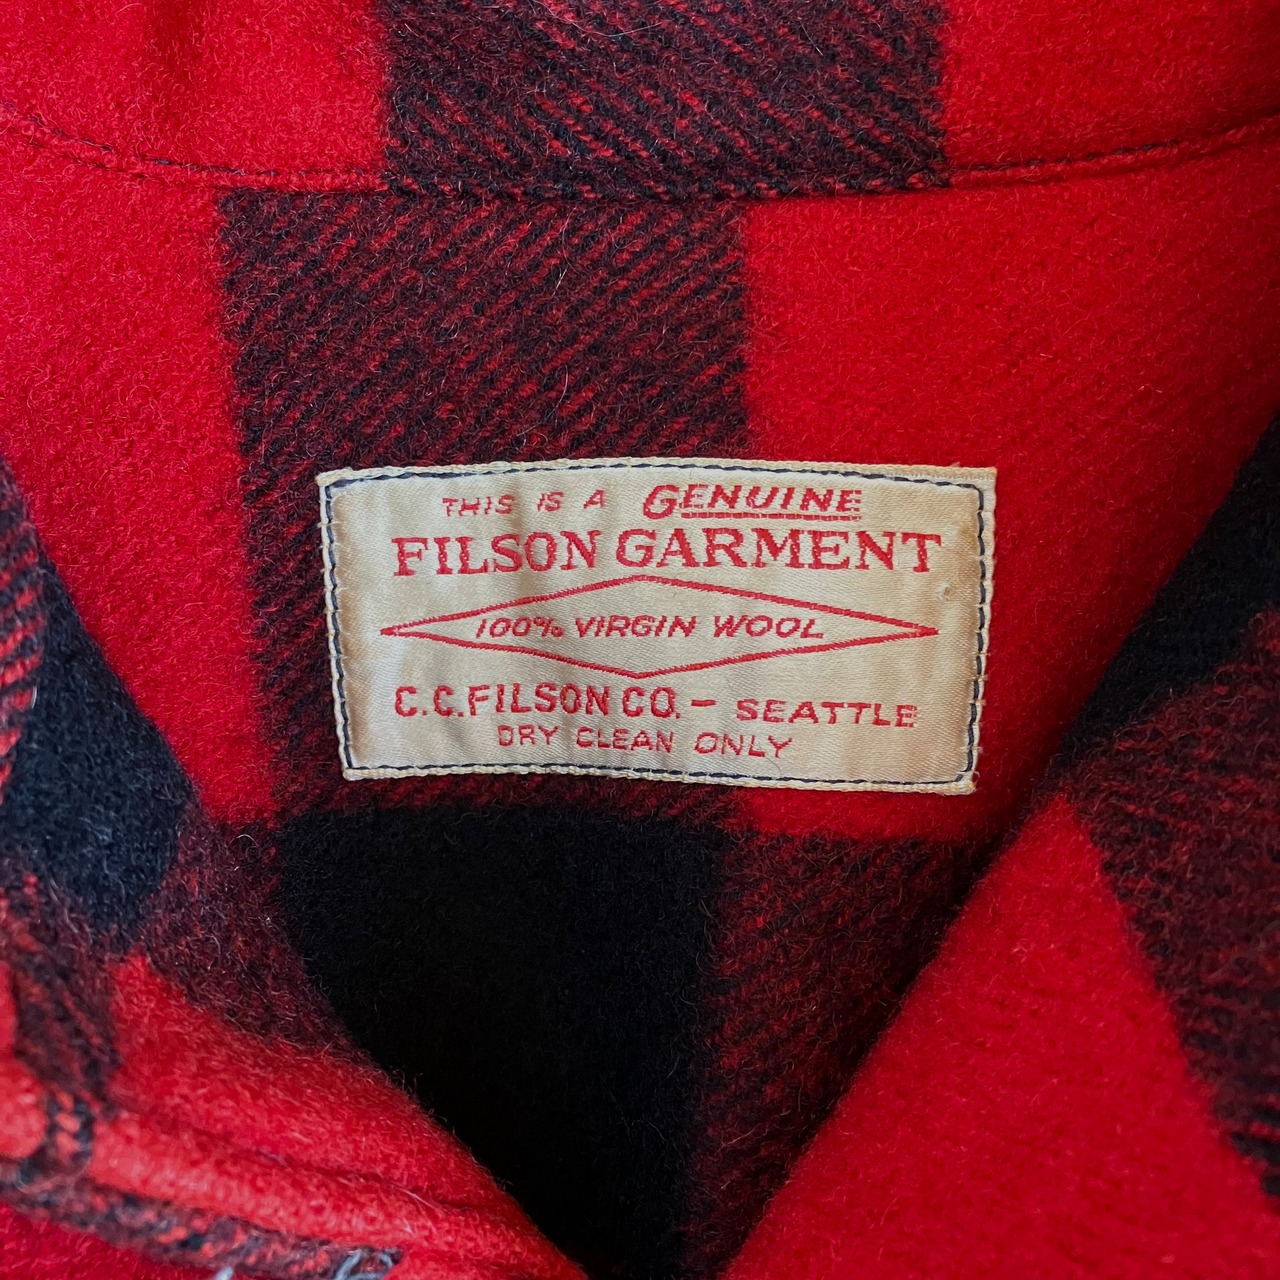 THIS IS A GENUINE
FILSON GARMENT
100% VIRGIN WOOL
C.C.FILSON CO. – SEATTLE
DRY CLEAN ONLY